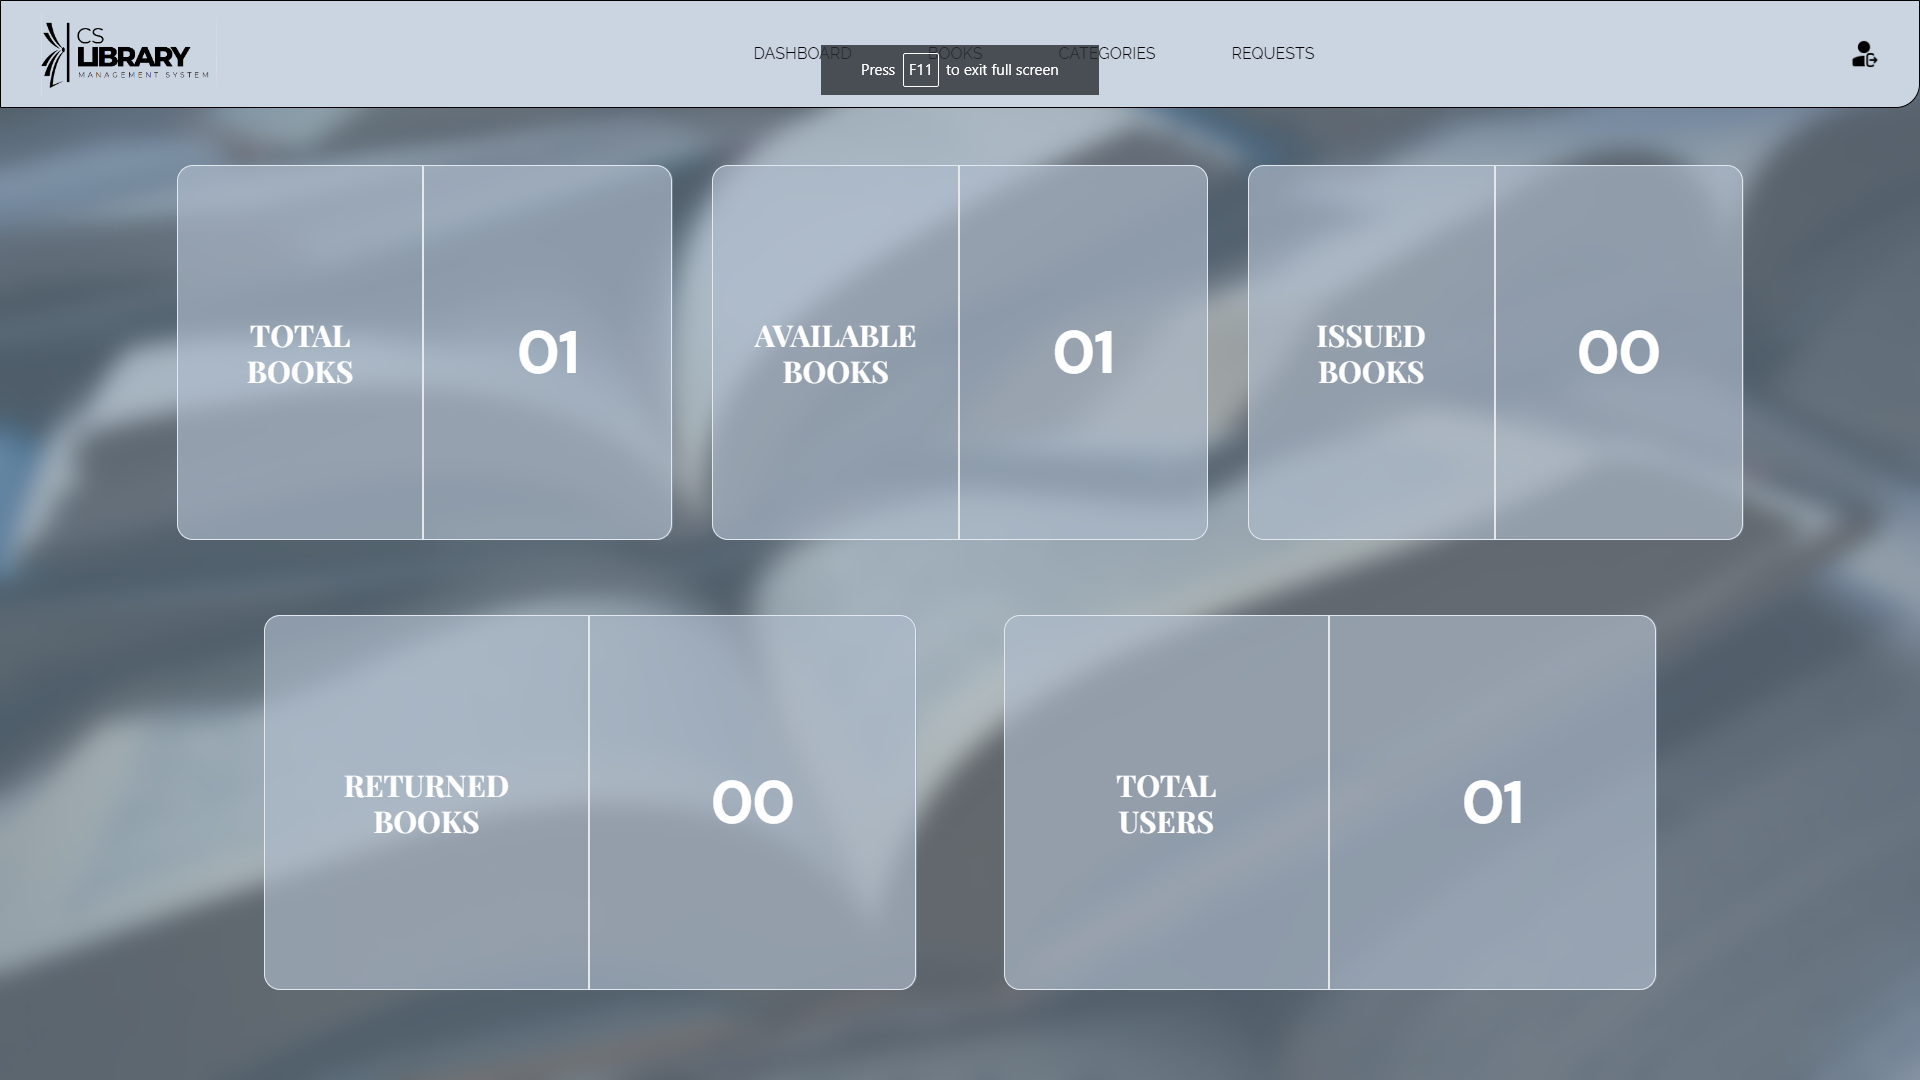 CS
LIBRARY
MANAGEMENT SYSTEM
DASHBOARD
BOOKS
CATEGORIES
REQUESTS
Press F11 to exit full screen
TOTAL
BOOKS
01
AVAILABLE
BOOKS
01
ISSUED
BOOKS
00
RETURNED
BOOKS
00
TOTAL
USERS
01